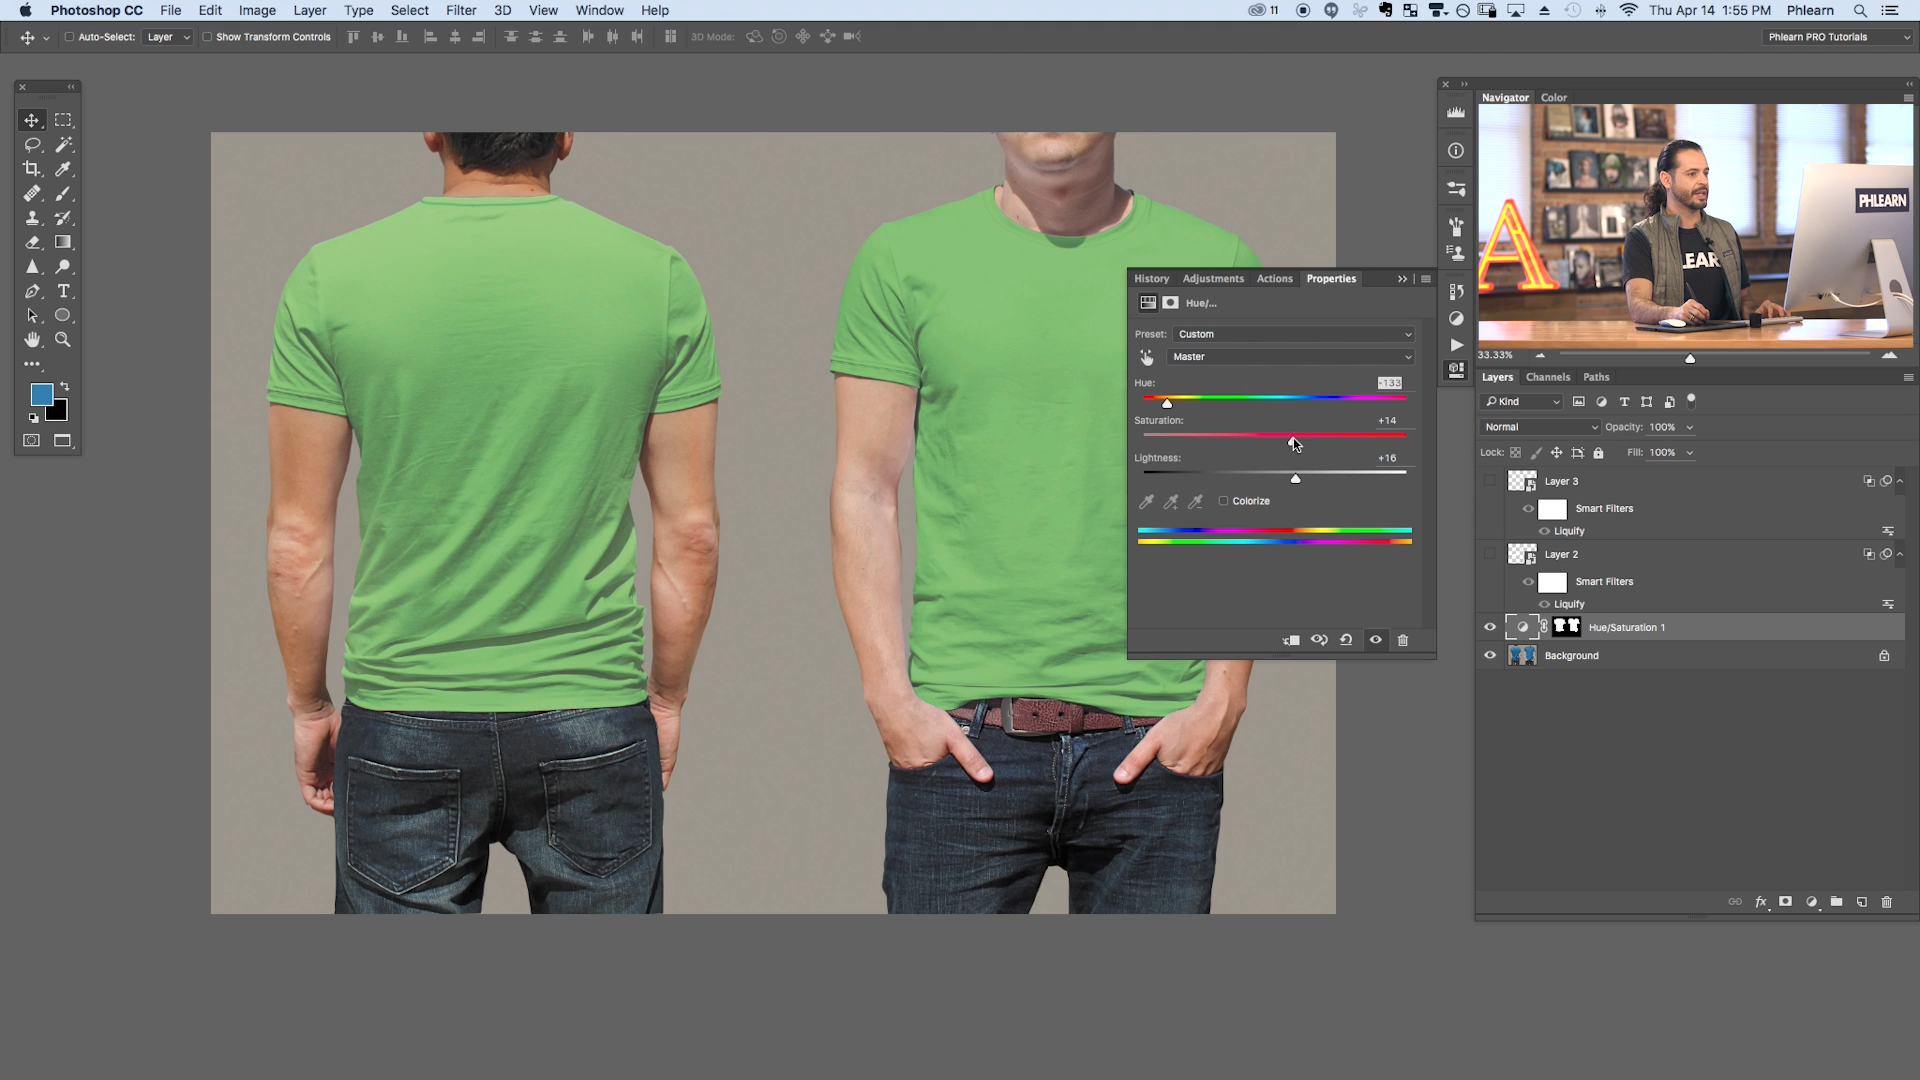 Photoshop CC File Edit Image Layer Type Select Filter 3D View Window Help 11 Thu Apr 14 1:55 PM Phlearn
Auto-Select: Layer Show Transform Controls 3D Mode: Phlearn PRO Tutorials
Navigator Color
PHLEARN
LEAR
A
33.33%
History Adjustments Actions Properties
Hue/...
Preset: Custom
Master
Hue: -133
Saturation: +14
Lightness: +16
Colorize
Layers Channels Paths
Kind
Normal Opacity: 100%
Lock: Fill: 100%
Layer 3
Smart Filters
Liquify
Layer 2
Smart Filters
Liquify
Hue/Saturation 1
Background
fx